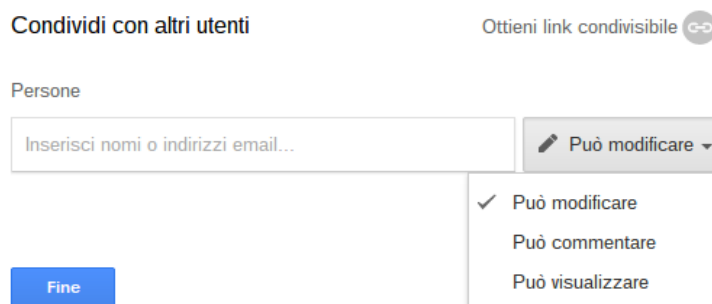 Condividi con altri utenti
Ottieni link condivisibile
Persone
Inserisci nomi o indirizzi email...
Può modificare
Può modificare
Può commentare
Può visualizzare
Fine